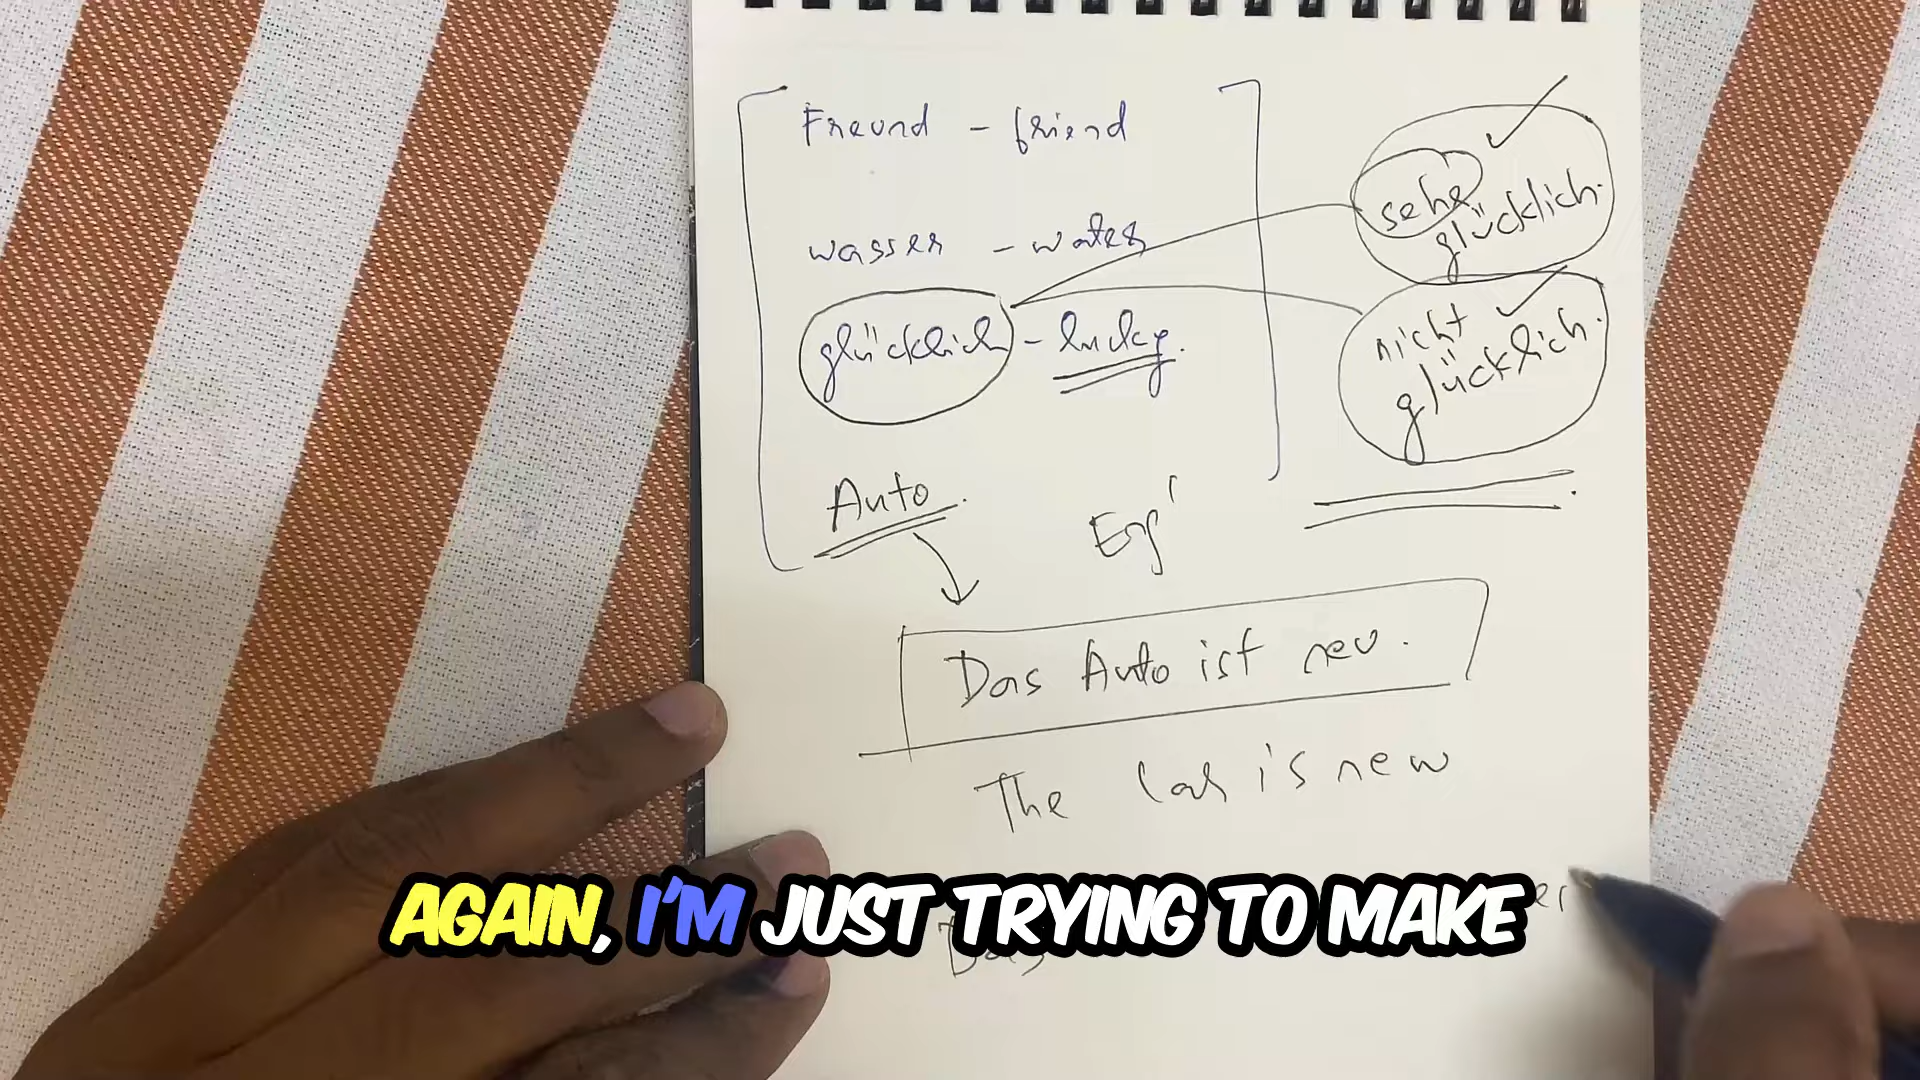 Freund - friend
wasser - water
glücklich - lucky.
sehr
glücklich.
nicht
glücklich.
Auto.
Das Auto ist neu.
The Car is new
AGAIN, I'M JUST TRYING TO MAKE